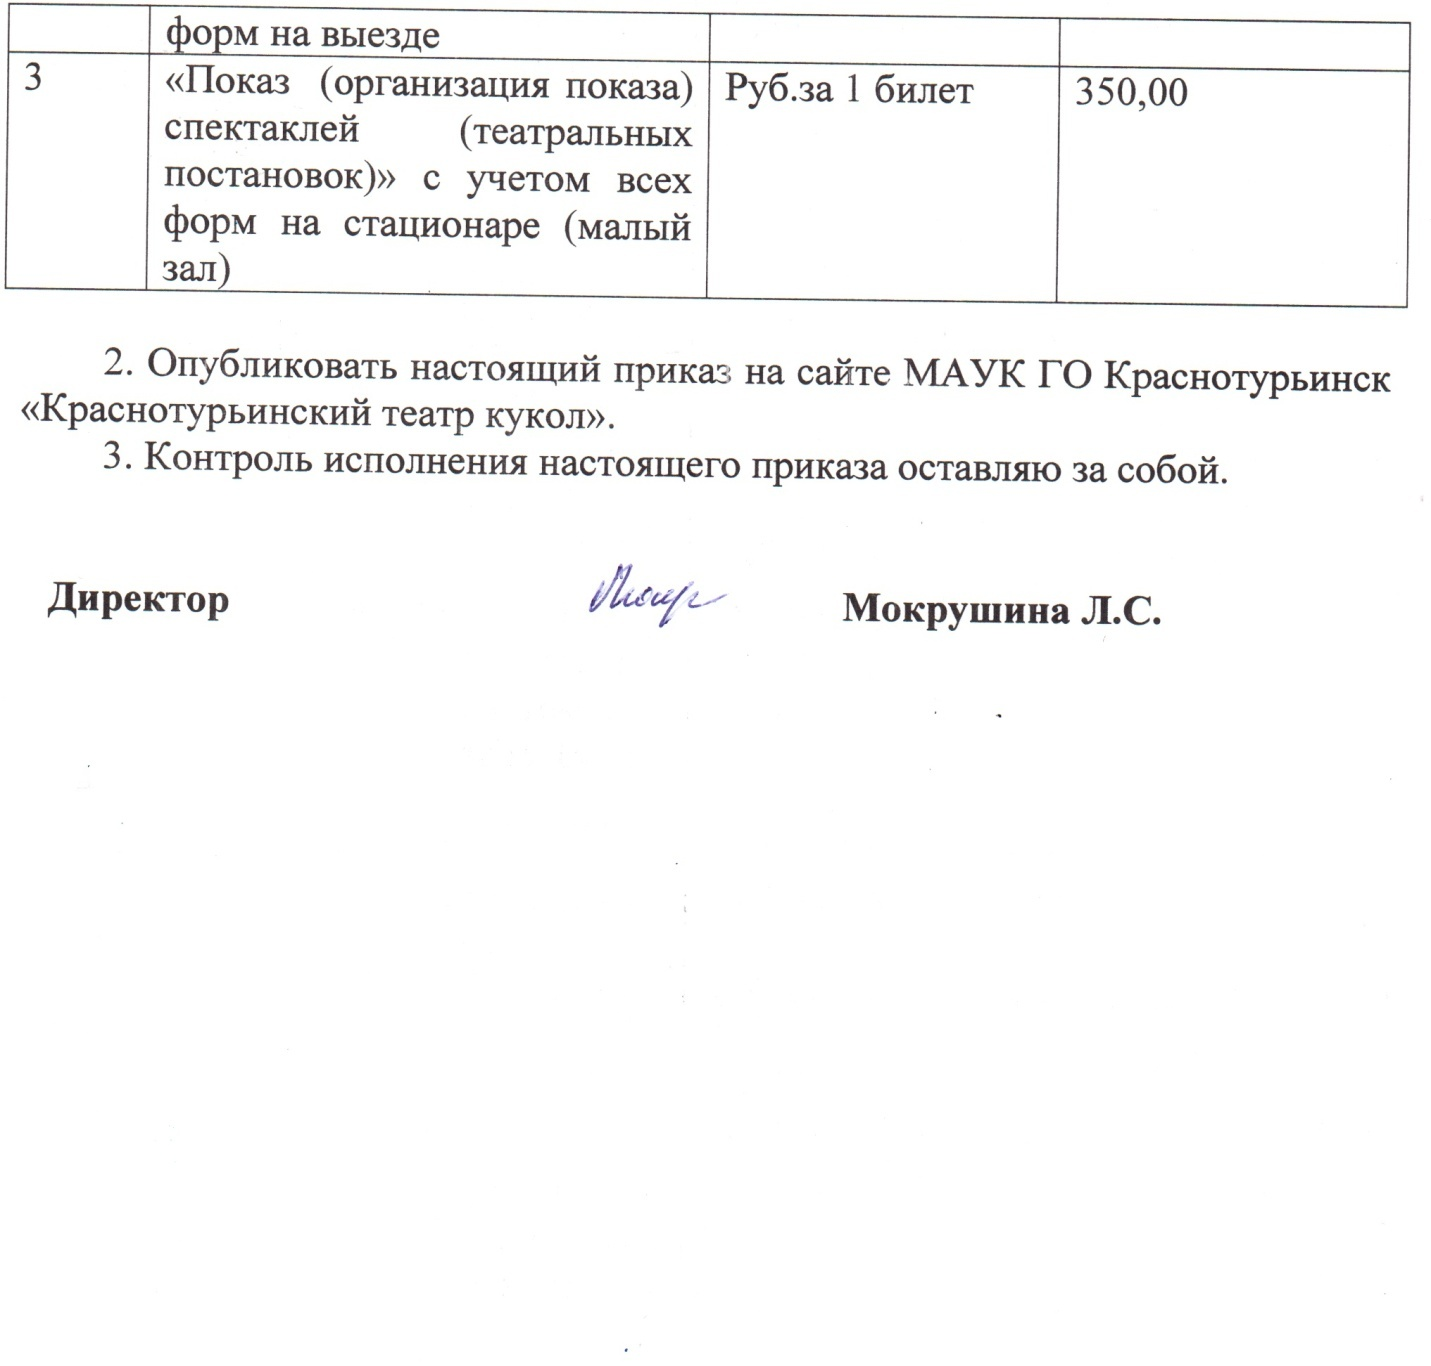 форм на выезде
3 «Показ (организация показа) Руб.за 1 билет 350,00
спектаклей (театральных
постановок)» с учетом всех
форм на стационаре (малый
зал)
2. Опубликовать настоящий приказ на сайте МАУК ГО Краснотурьинск
«Краснотурьинский театр кукол».
3. Контроль исполнения настоящего приказа оставляю за собой.
Директор Мокрушина Л.С.